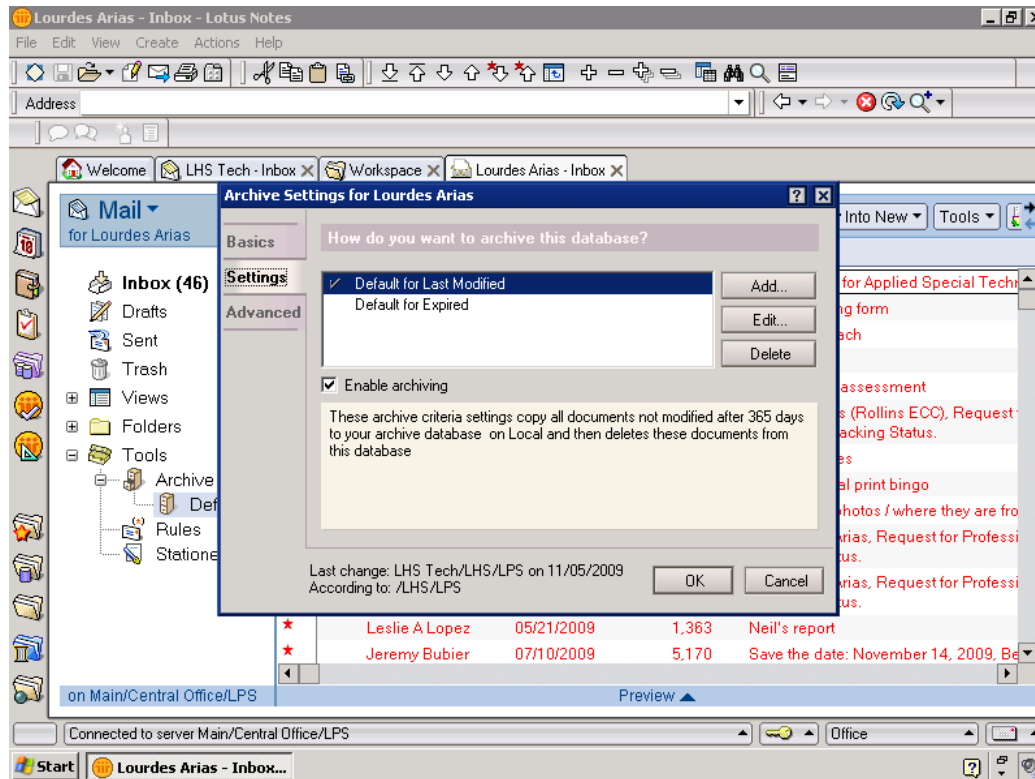 Lourdes Arias - Inbox - Lotus Notes
File Edit View Create Actions Help
Address
Welcome LHS Tech - Inbox Workspace Lourdes Arias - Inbox
Mail
for Lourdes Arias
Inbox (46)
Drafts
Sent
Trash
Views
Folders
Tools
Archive
Def
Rules
Statione
on Main/Central Office/LPS
Archive Settings for Lourdes Arias
Basics
Settings
Advanced
How do you want to archive this database?
Default for Last Modified
Default for Expired
Add...
Edit...
Delete
Enable archiving
These archive criteria settings copy all documents not modified after 365 days
to your archive database on Local and then deletes these documents from
this database
Last change: LHS Tech/LHS/LPS on 11/05/2009
According to: /LHS/LPS
OK Cancel
Into New Tools
for Applied Special Techn
ng form
ach
assessment
s (Rollins ECC), Request
acking Status.
es
al print bingo
hotos / where they are fro
Arias, Request for Professi
tus.
Arias, Request for Professi
tus.
Leslie A Lopez 05/21/2009 1,363 Neil's report
Jeremy Bubier 07/10/2009 5,170 Save the date: November 14, 2009, Be
Preview
Connected to server Main/Central Office/LPS
Office
Start Lourdes Arias - Inbox...